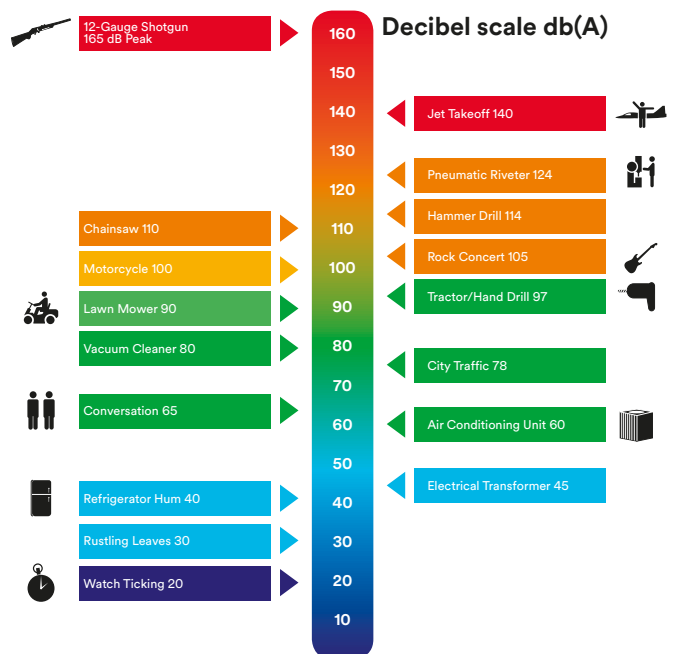 Decibel scale db(A)
12-Gauge Shotgun
165 dB Peak
160
150
140
Jet Takeoff 140
130
Pneumatic Riveter 124
120
Hammer Drill 114
Chainsaw 110
110
Rock Concert 105
Motorcycle 100
100
Tractor/Hand Drill 97
Lawn Mower 90
90
Vacuum Cleaner 80
80
City Traffic 78
70
Conversation 65
60
Air Conditioning Unit 60
50
Electrical Transformer 45
Refrigerator Hum 40
40
Rustling Leaves 30
30
Watch Ticking 20
20
10